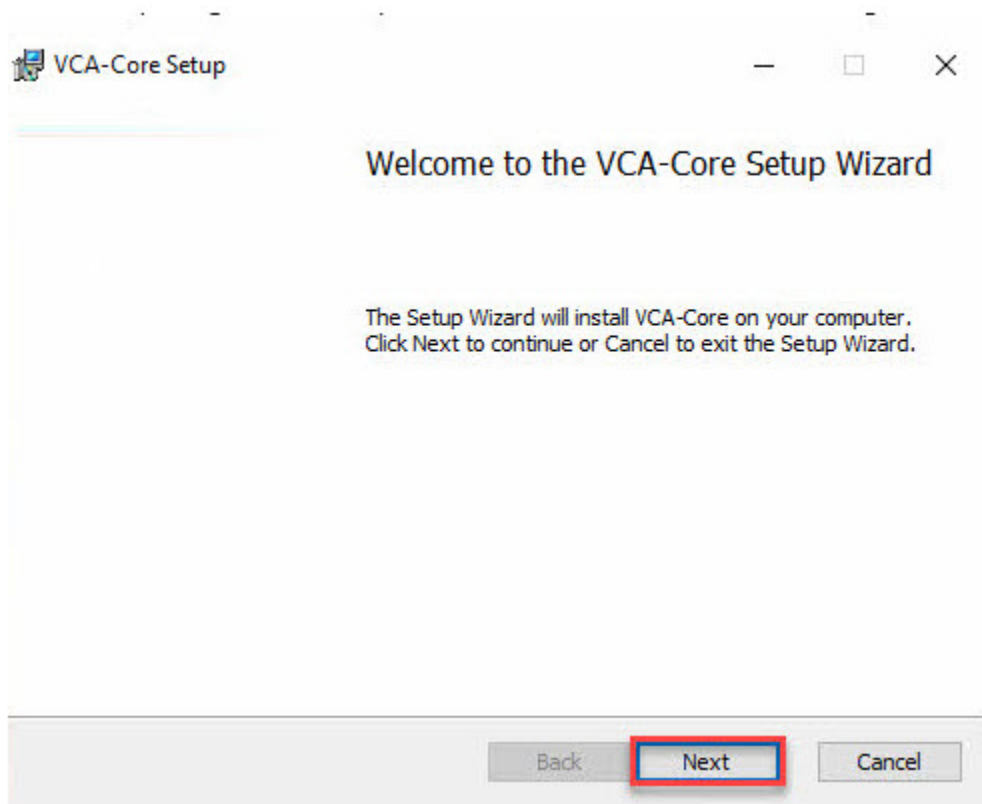 VCA-Core Setup
Welcome to the VCA-Core Setup Wizard
The Setup Wizard will install VCA-Core on your computer.
Click Next to continue or Cancel to exit the Setup Wizard.
Back
Next
Cancel